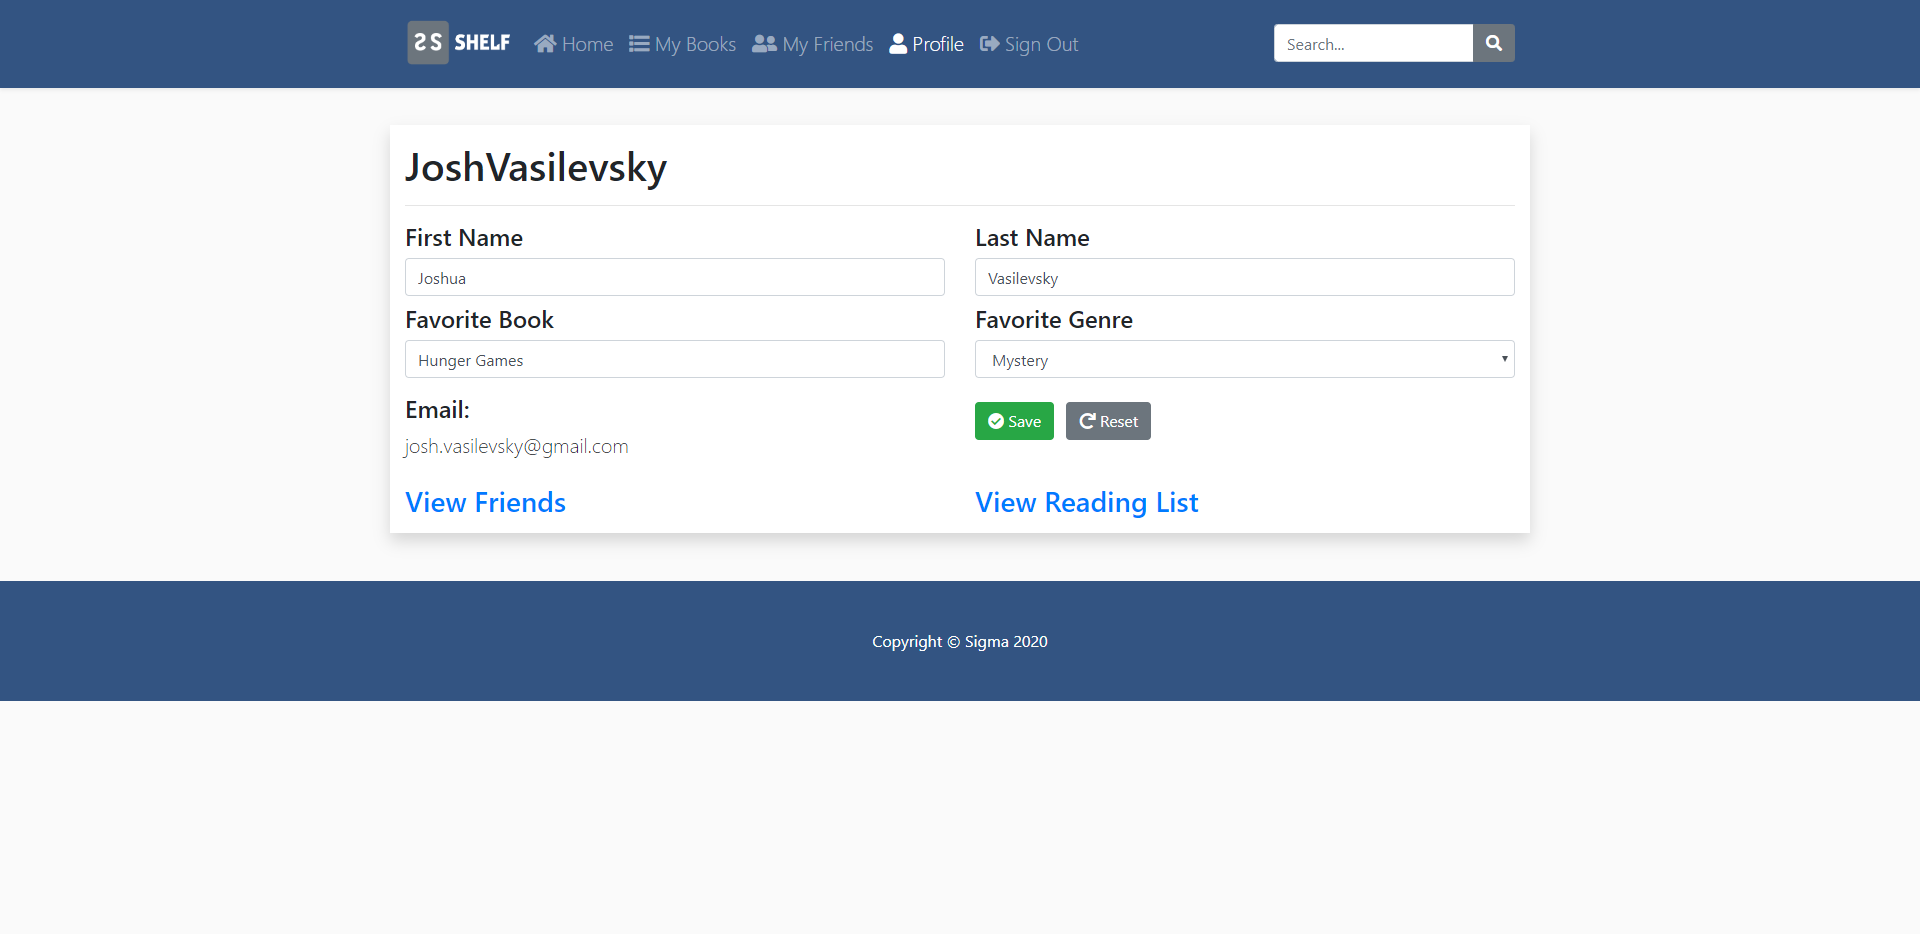 SS SHELF Home My Books My Friends Profile Sign Out Search...
JoshVasilevsky
First Name Last Name
Joshua Vasilevsky
Favorite Book Favorite Genre
Hunger Games Mystery
Email: Save Reset
josh.vasilevsky@gmail.com
View Friends View Reading List
Copyright © Sigma 2020